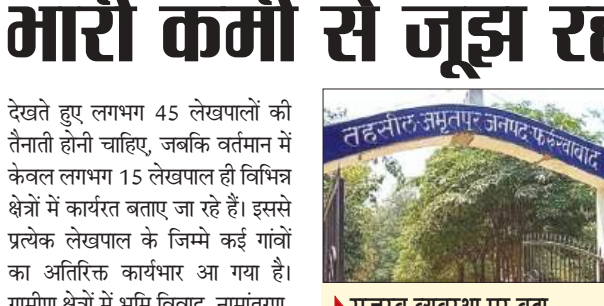 भारी कमी से जूझ
देखते हुए लगभग 45 लेखपालों की
तैनाती होनी चाहिए, जबकि वर्तमान में
केवल लगभग 15 लेखपाल ही विभिन्न
क्षेत्रों में कार्यरत बताए जा रहे हैं। इससे
प्रत्येक लेखपाल के जिम्मे कई गांवों
का अतिरिक्त कार्यभार आ गया है।
ग्रामीण क्षेत्रों में भूमि विवाद, नामांतरण,
तहसील-अमृतपुर जनपद-फर्रुखाबाद